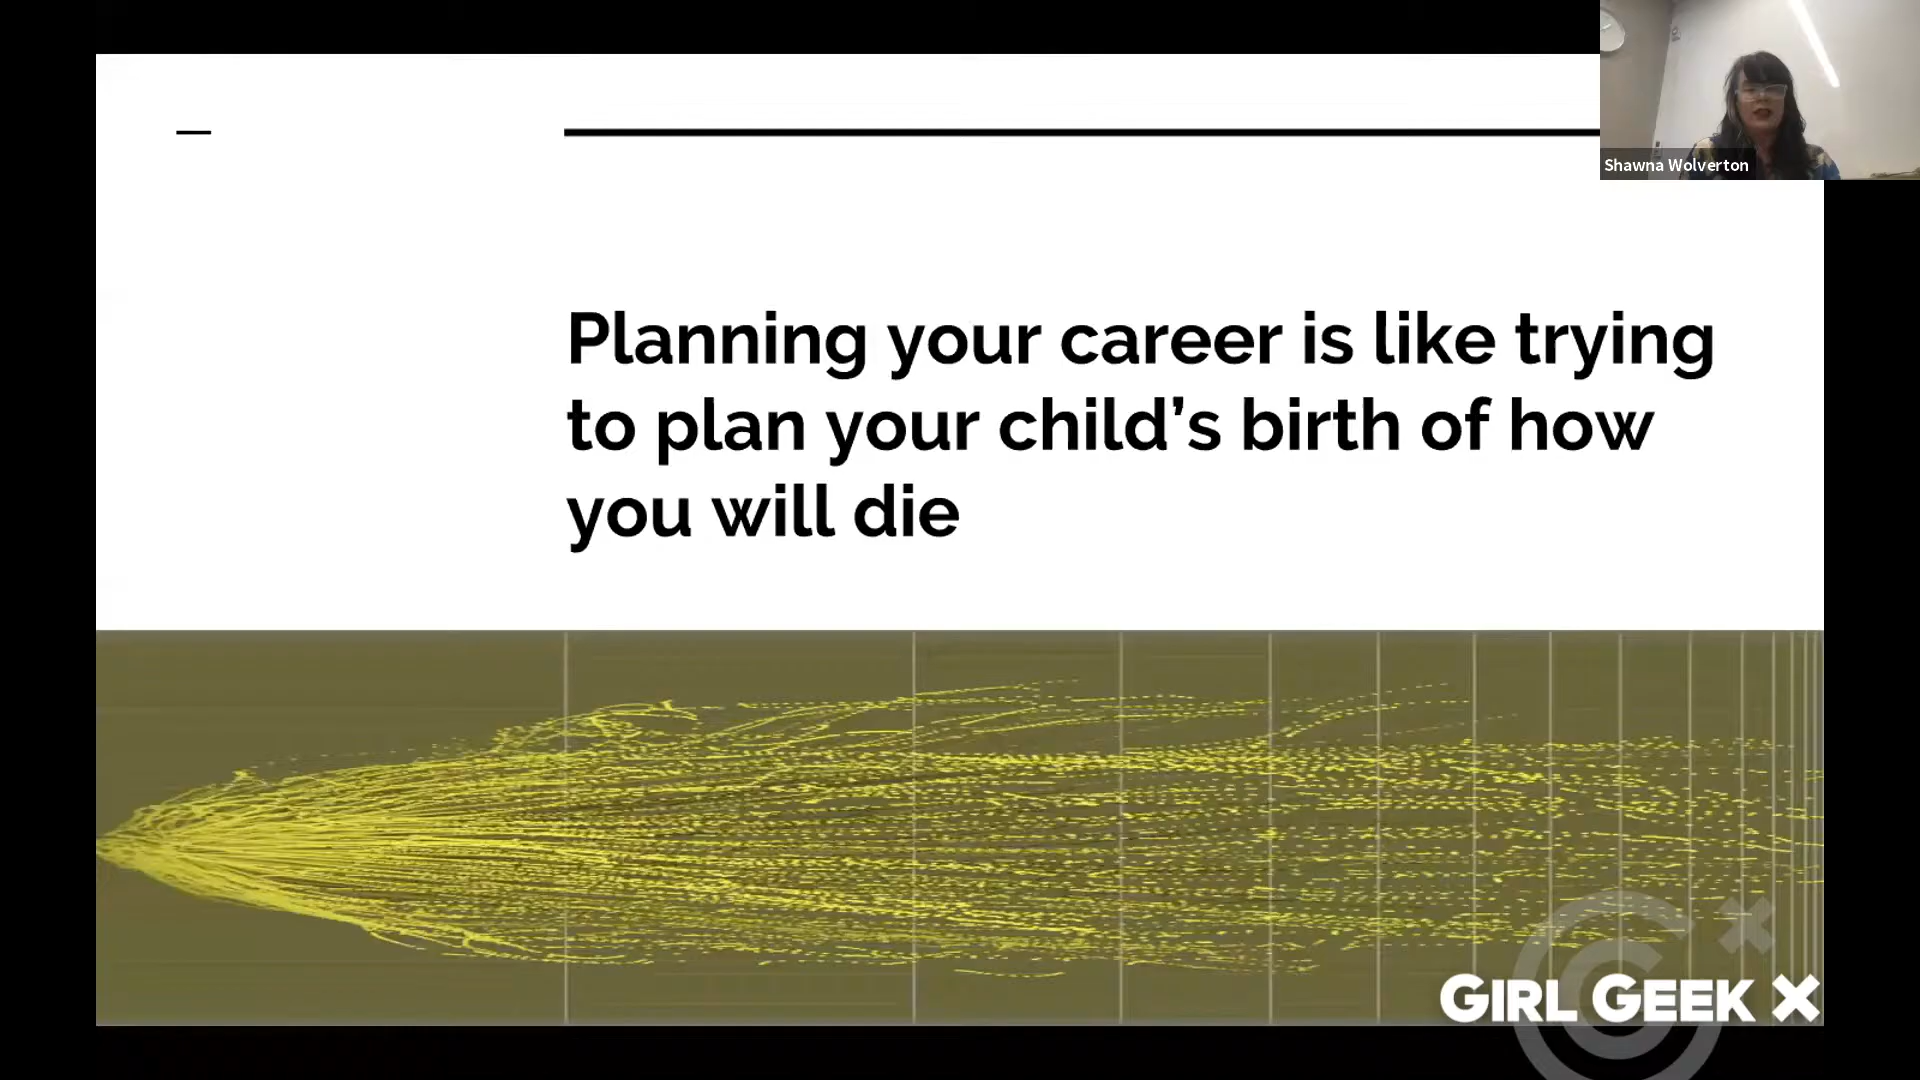 Shawna Wolverton
Planning your career is like trying
to plan your child’s birth of how
you will die
GIRL GEEK X